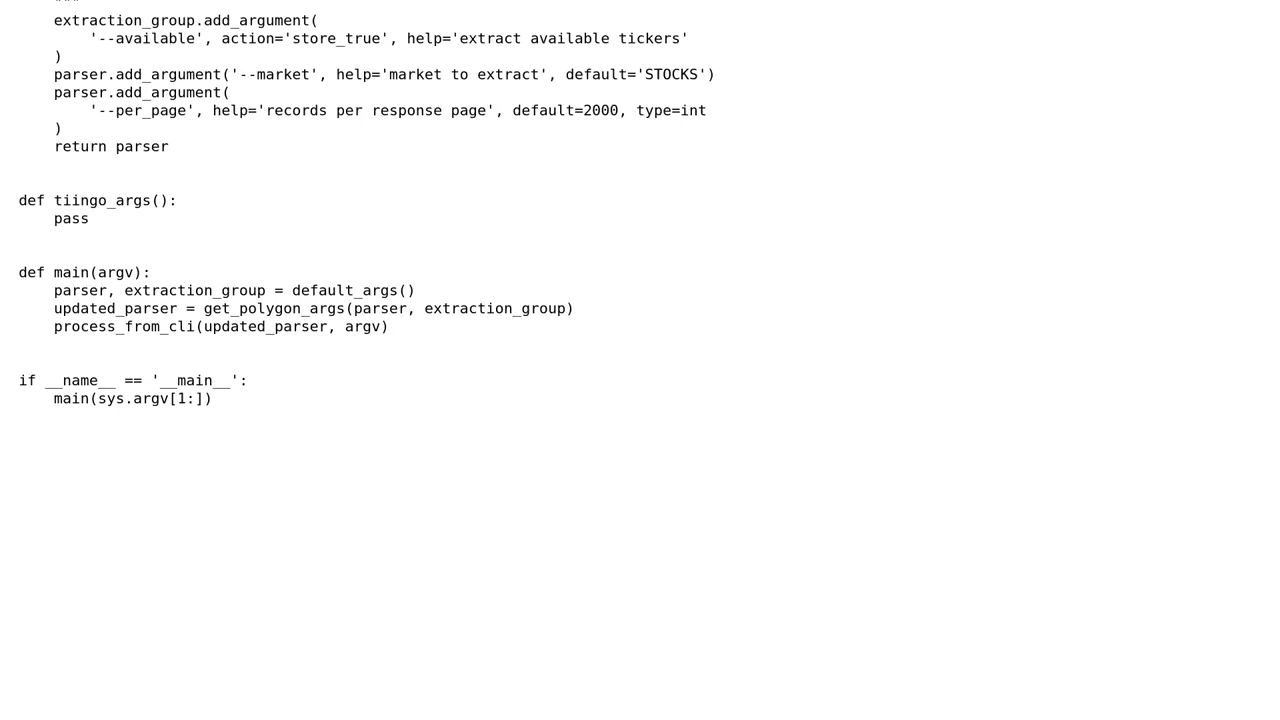 """
    extraction_group.add_argument(
        '--available', action='store_true', help='extract available tickers'
    )
    parser.add_argument('--market', help='market to extract', default='STOCKS')
    parser.add_argument(
        '--per_page', help='records per response page', default=2000, type=int
    )
    return parser


def tiingo_args():
    pass


def main(argv):
    parser, extraction_group = default_args()
    updated_parser = get_polygon_args(parser, extraction_group)
    process_from_cli(updated_parser, argv)


if __name__ == '__main__':
    main(sys.argv[1:])